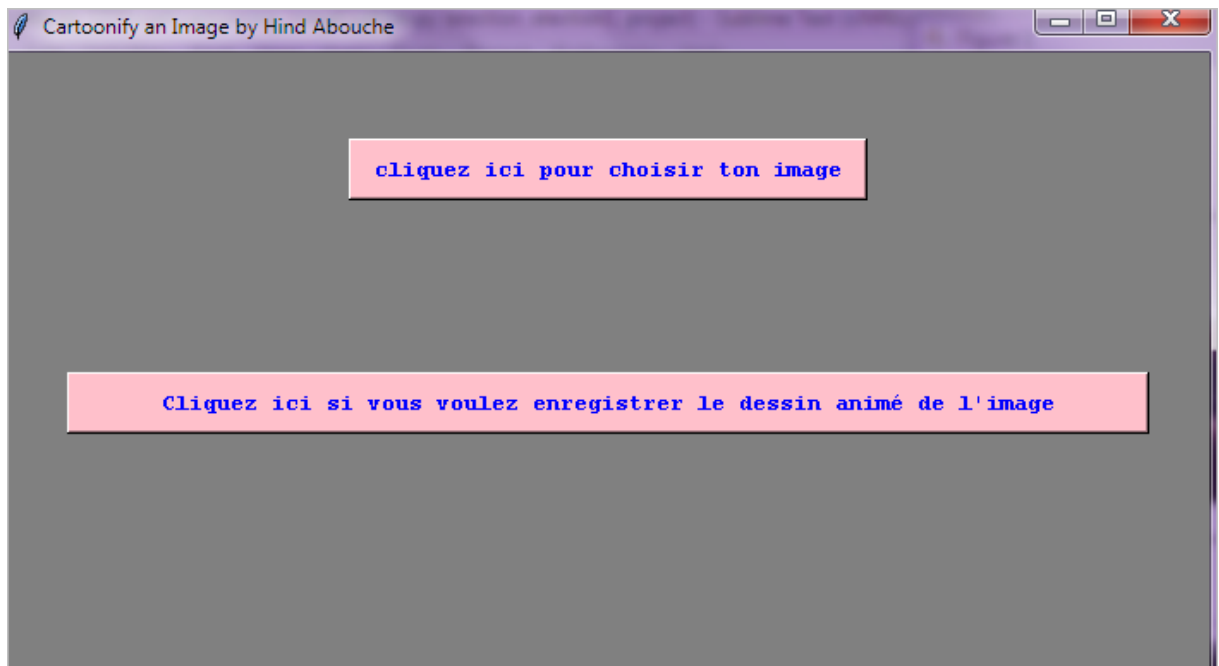 Cartoonify an Image by Hind Abouche
cliquez ici pour choisir ton image
Cliquez ici si vous voulez enregistrer le dessin animé de l'image